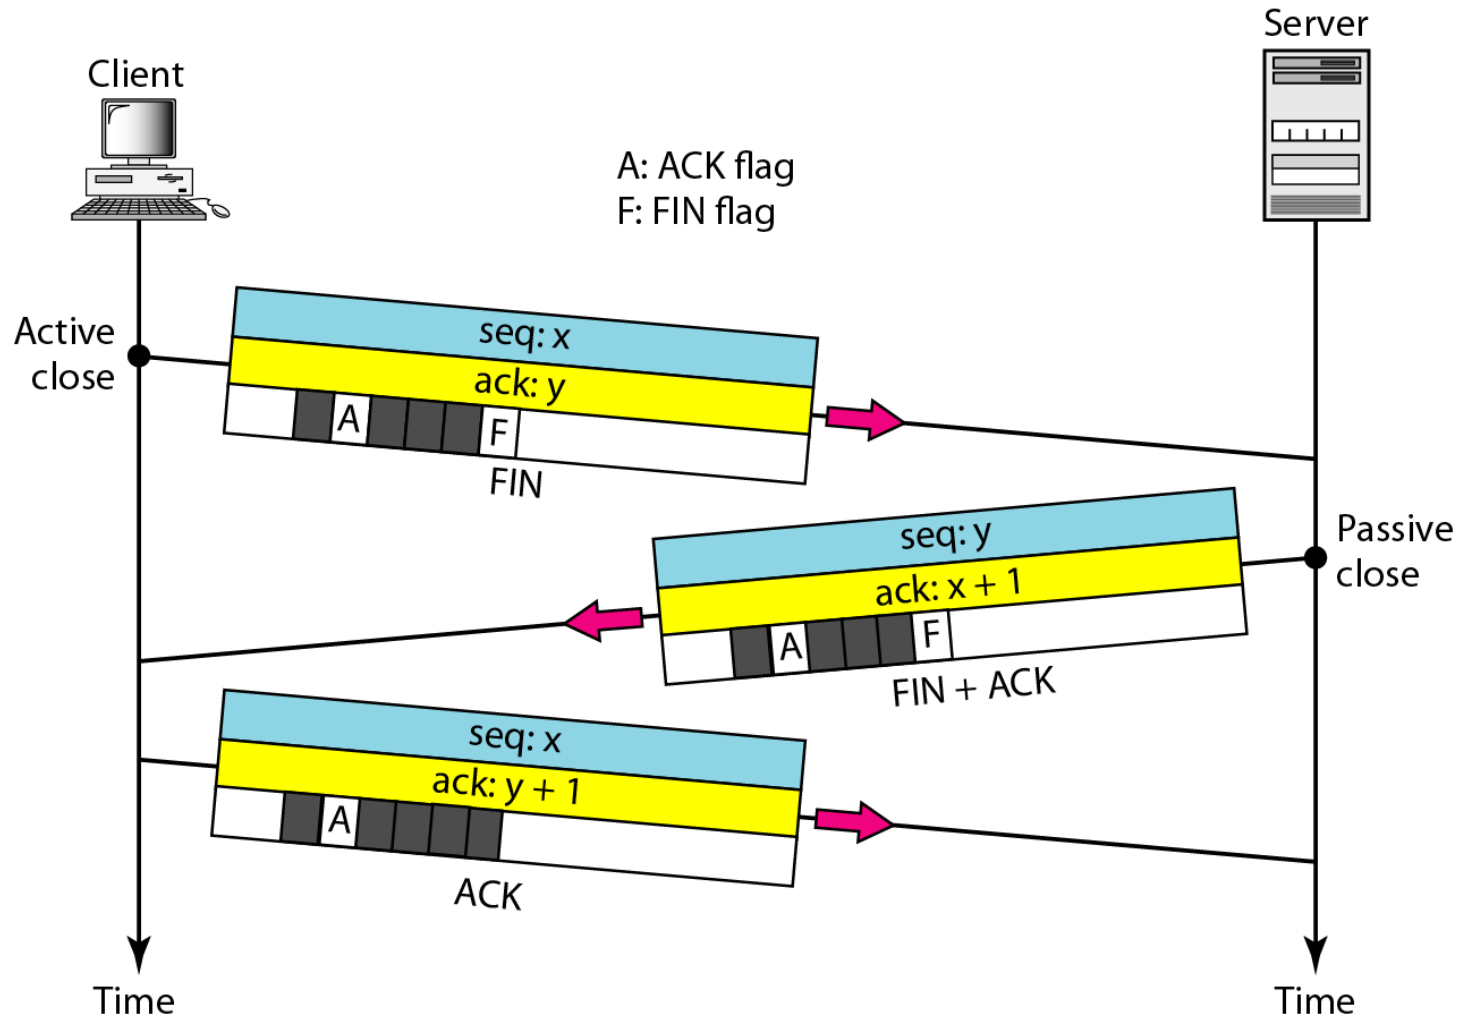 Server
Client
A: ACK flag
F: FIN flag
Active
close
seq: x
ack: y
A
F
FIN
Passive
close
seq: y
ack: x + 1
A
F
FIN + ACK
seq: x
ack: y + 1
A
ACK
Time
Time